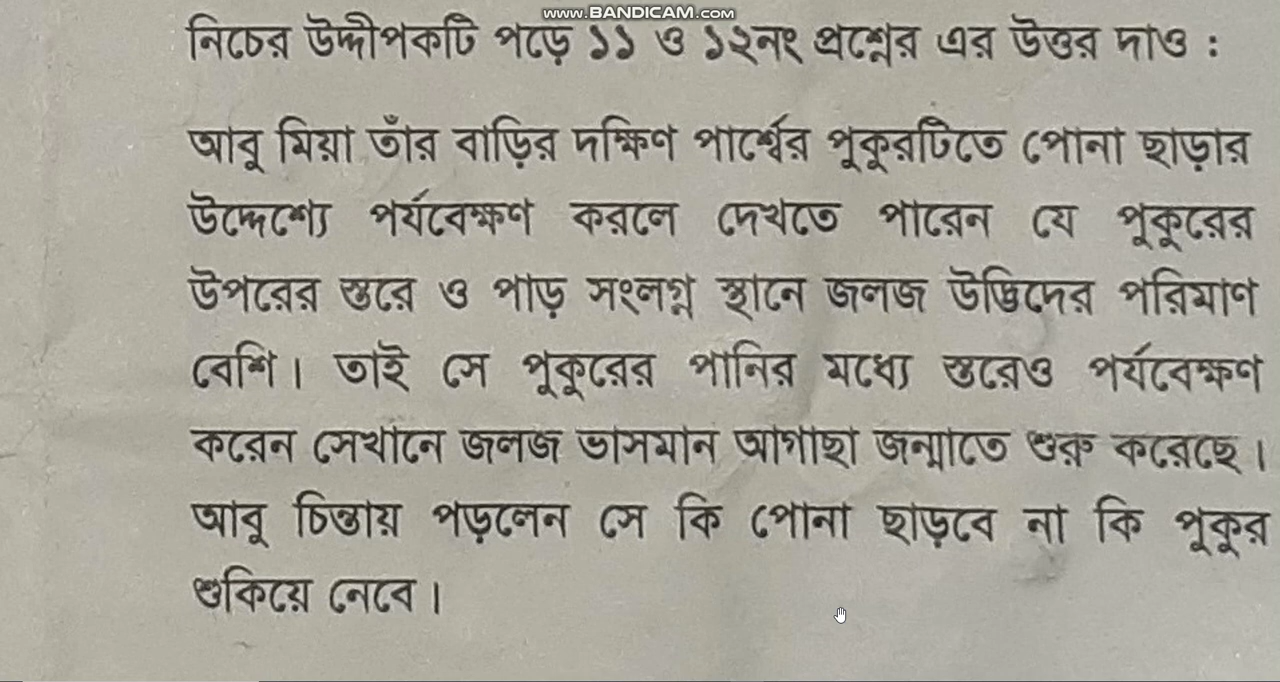 www.BANDICAM.com
নিচের উদ্দীপকটি পড়ে ১১ ও ১২নং প্রশ্নের এর উত্তর দাও :
আবু মিয়া তাঁর বাড়ির দক্ষিণ পার্শ্বের পুকুরটিতে পোনা ছাড়ার
উদ্দেশ্যে পর্যবেক্ষণ করলে দেখতে পারেন যে পুকুরের
উপরের স্তরে ও পাড় সংলগ্ন স্থানে জলজ উদ্ভিদের পরিমাণ
বেশি। তাই সে পুকুরের পানির মধ্যে স্তরেও পর্যবেক্ষণ
করেন সেখানে জলজ ভাসমান আগাছা জন্মাতে শুরু করেছে।
আবু চিন্তায় পড়লেন সে কি পোনা ছাড়বে না কি পুকুর
শুকিয়ে নেবে।